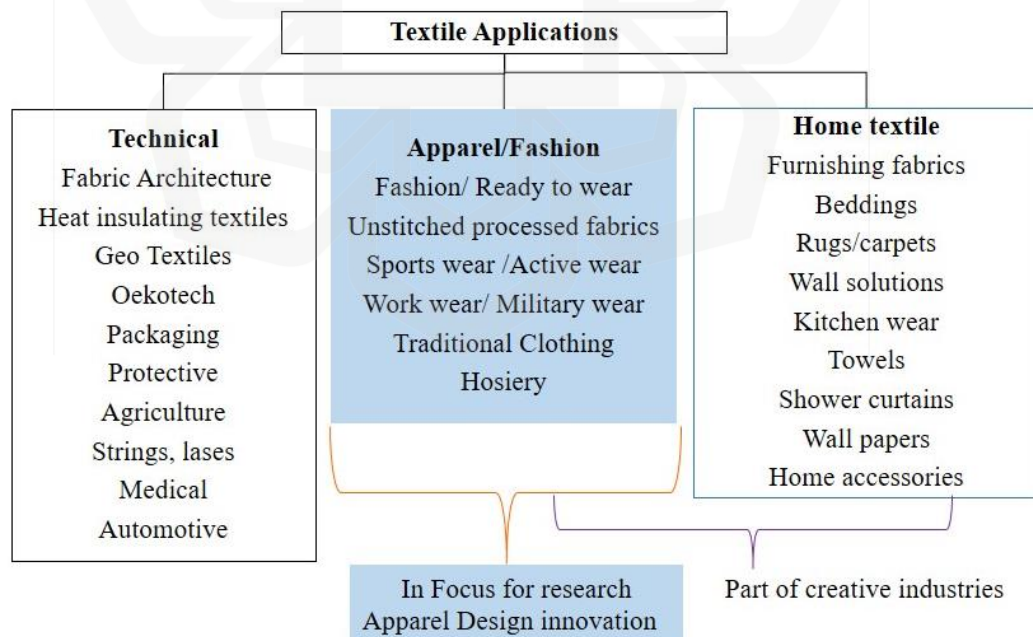 Textile Applications
Technical
Fabric Architecture
Heat insulating textiles
Geo Textiles
Oekotech
Packaging
Protective
Agriculture
Strings, lases
Medical
Automotive
Apparel/Fashion
Fashion/ Ready to wear
Unstitched processed fabrics
Sports wear /Active wear
Work wear/ Military wear
Traditional Clothing
Hosiery
Home textile
Furnishing fabrics
Beddings
Rugs/carpets
Wall solutions
Kitchen wear
Towels
Shower curtains
Wall papers
Home accessories
In Focus for research
Apparel Design innovation
Part of creative industries